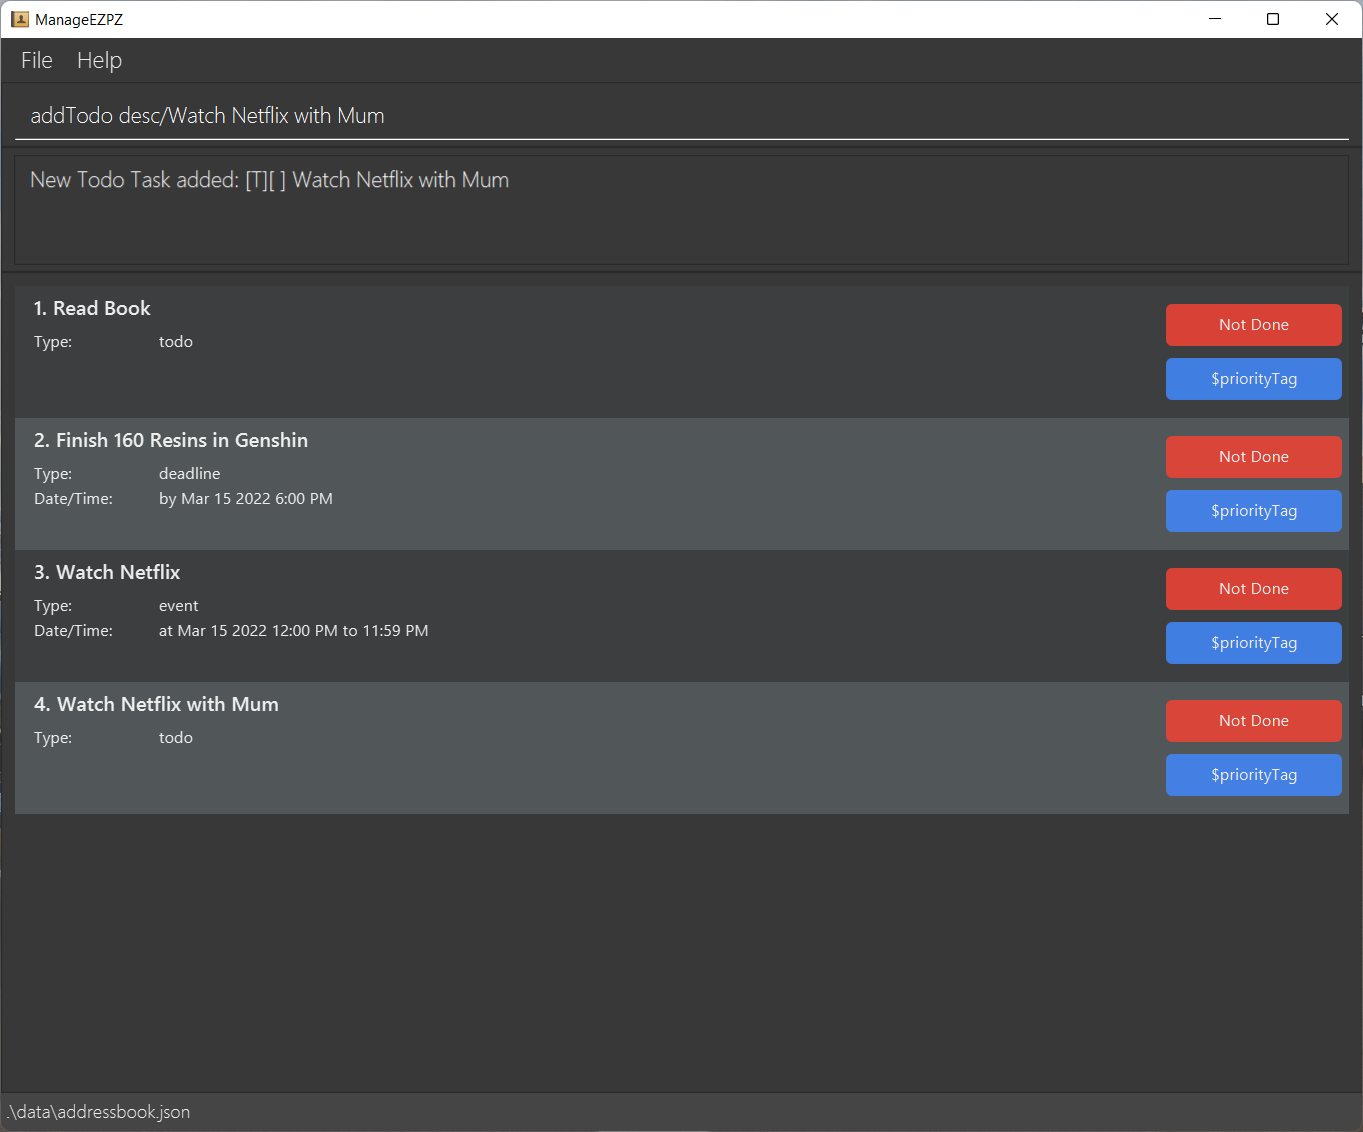 ManageEZPZ
File Help
addTodo desc/Watch Netflix with Mum
New Todo Task added: [T][ ] Watch Netflix with Mum
1. Read Book
Type: todo
Not Done
$priorityTag
2. Finish 160 Resins in Genshin
Type: deadline
Date/Time: by Mar 15 2022 6:00 PM
Not Done
$priorityTag
3. Watch Netflix
Type: event
Date/Time: at Mar 15 2022 12:00 PM to 11:59 PM
Not Done
$priorityTag
4. Watch Netflix with Mum
Type: todo
Not Done
$priorityTag
.\data\addressbook.json